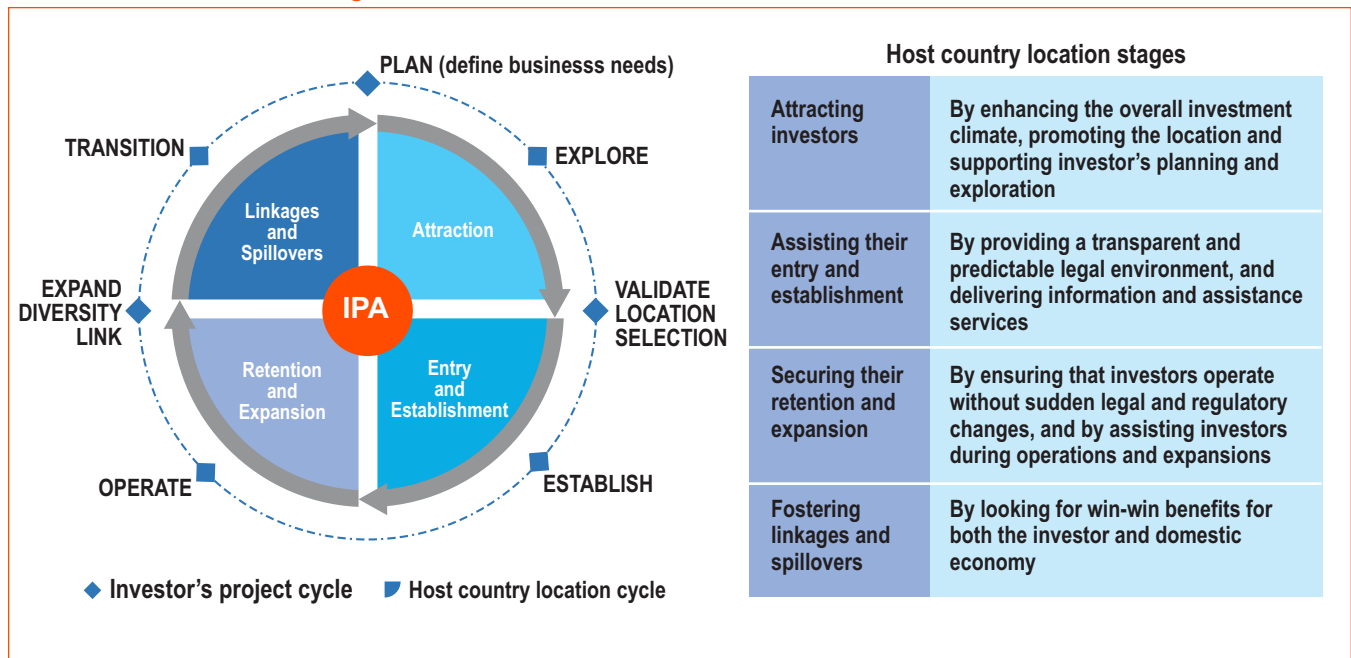 PLAN (define businesss needs)
TRANSITION
EXPLORE
Linkages
and
Spillovers
Attraction
EXPAND
DIVERSITY
LINK
IPA
VALIDATE
LOCATION
SELECTION
Retention
and
Expansion
Entry
and
Establishment
OPERATE
ESTABLISH
Investor's project cycle
Host country location cycle
Host country location stages
Attracting
investors
By enhancing the overall investment
climate, promoting the location and
supporting investor's planning and
exploration
Assisting their
entry and
establishment
By providing a transparent and
predictable legal environment, and
delivering information and assistance
services
Securing their
retention and
expansion
By ensuring that investors operate
without sudden legal and regulatory
changes, and by assisting investors
during operations and expansions
Fostering
linkages and
spillovers
By looking for win-win benefits for
both the investor and domestic
economy